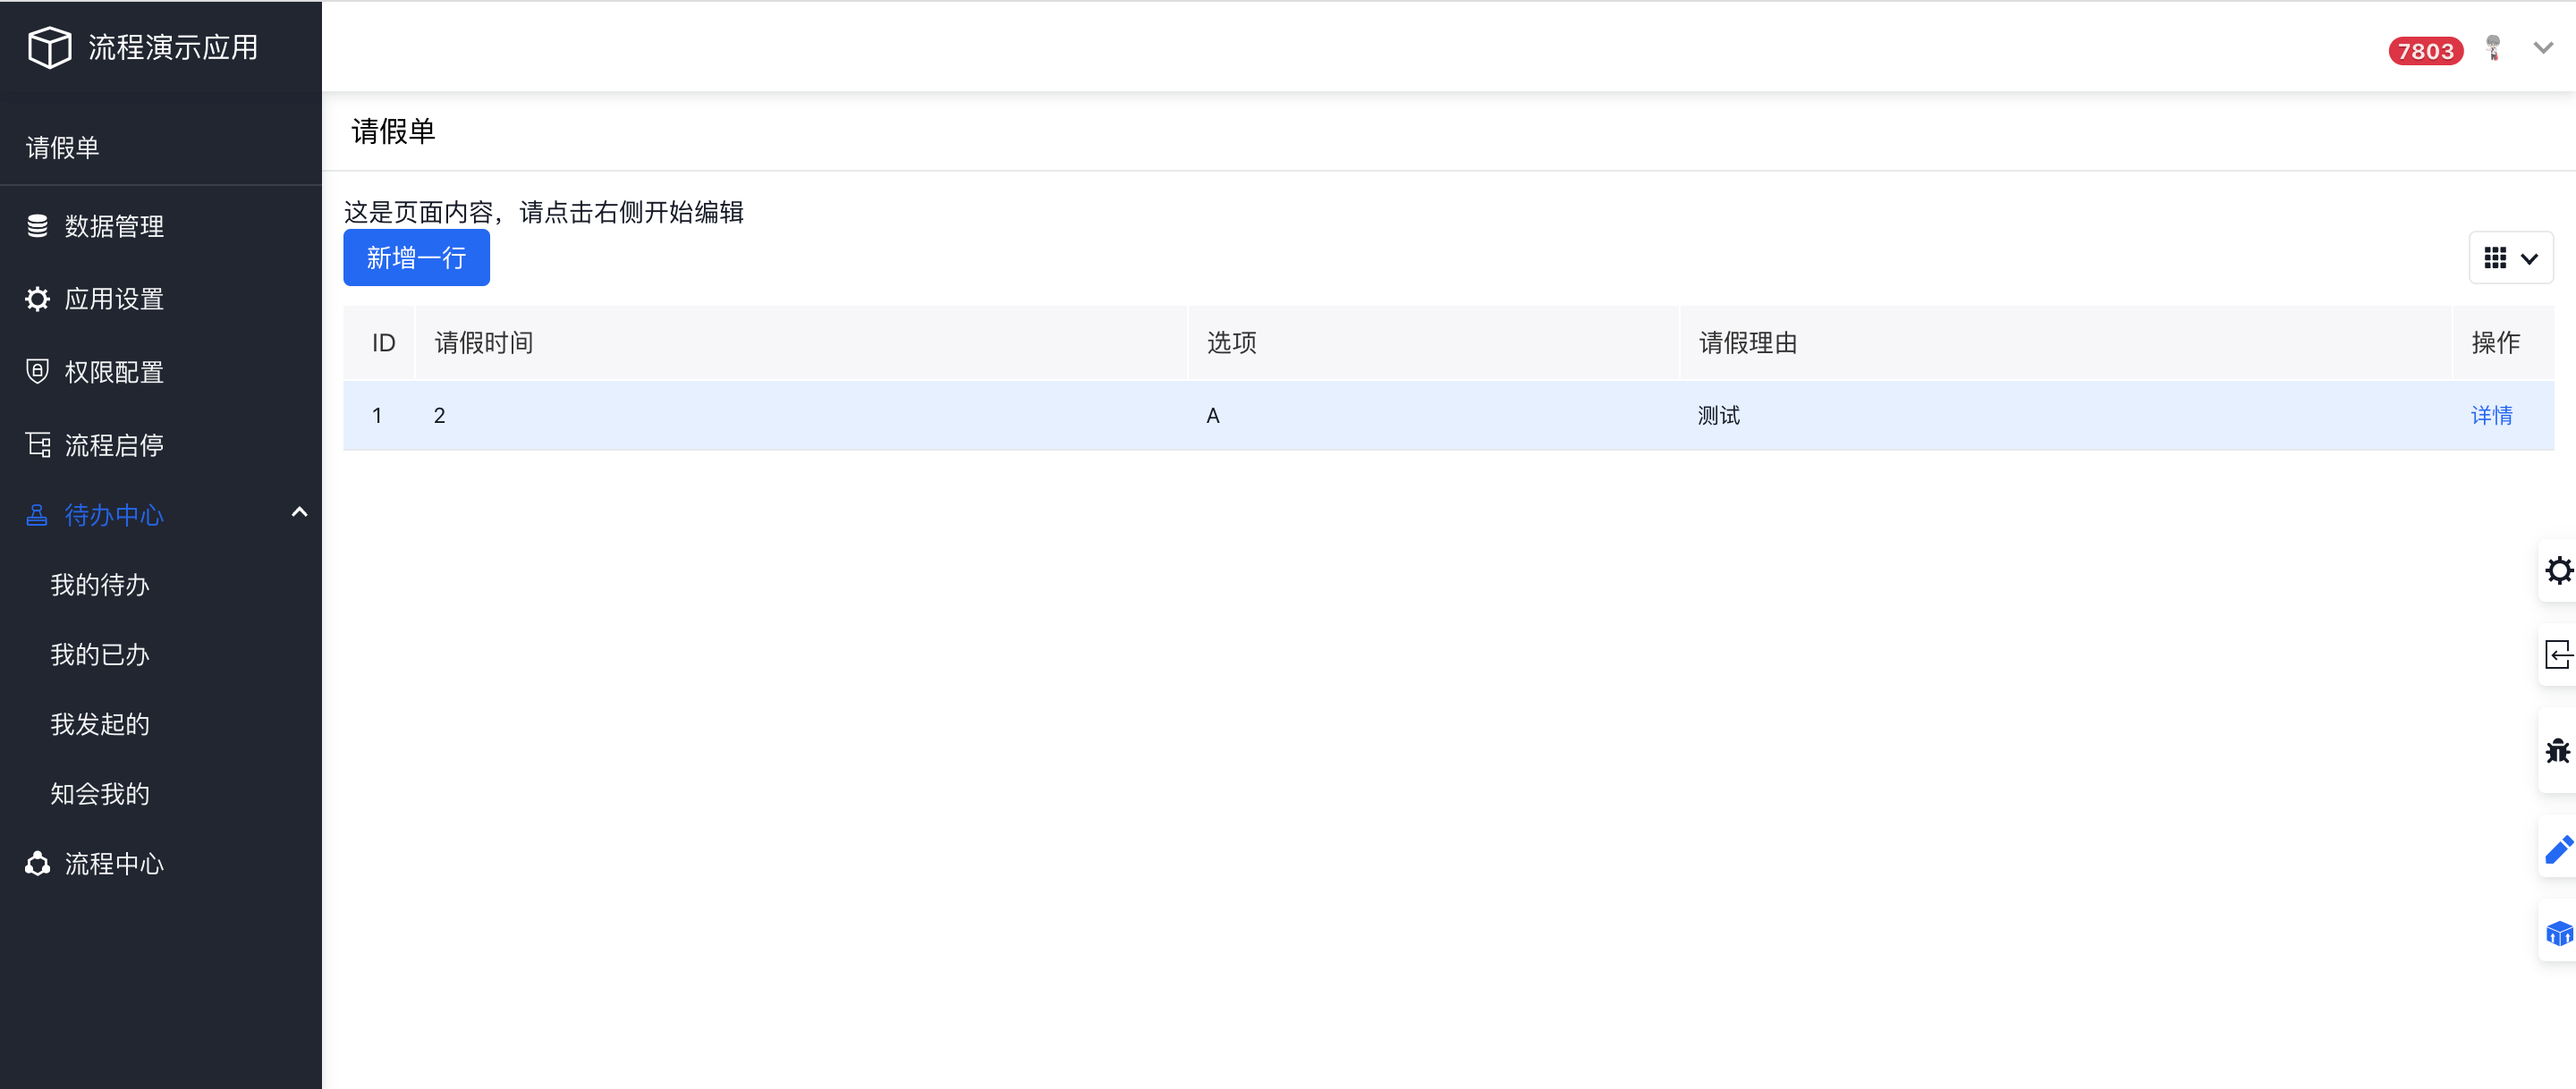 流程演示应用
7803
请假单
数据管理
应用设置
权限配置
流程启停
待办中心
我的待办
我的已办
我发起的
知会我的
流程中心
请假单
这是页面内容，请点击右侧开始编辑
新增一行
ID 请假时间 选项 请假理由 操作
1 2 A 测试 详情